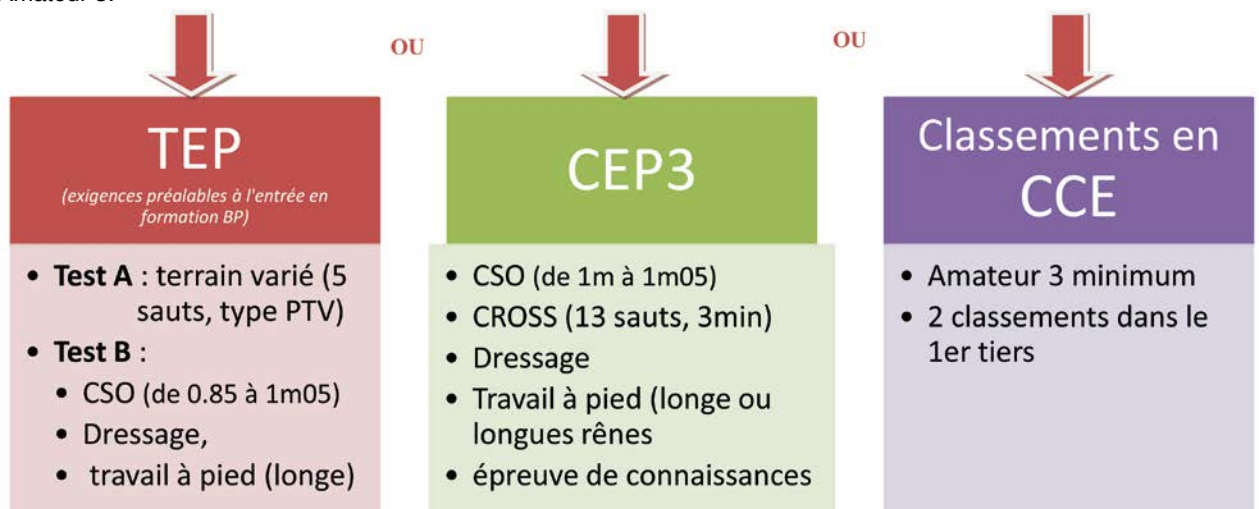 OU
OU
TEP
(exigences préalables à l'entrée en
formation BP)
• Test A : terrain varié (5
sauts, type PTV)
• Test B :
• CSO (de 0.85 à 1m05)
• Dressage,
• travail à pied (longe)
CEP3
• CSO (de 1m à 1m05)
• CROSS (13 sauts, 3min)
• Dressage
• Travail à pied (longe ou
longues rênes
• épreuve de connaissances
Classements en
CCE
• Amateur 3 minimum
• 2 classements dans le
1er tiers